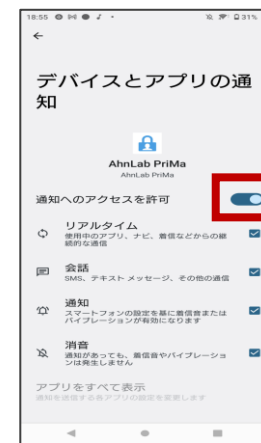 18:55
31%
デバイスとアプリの通
知
AhnLab PriMa
AhnLab PriMa
通知へのアクセスを許可
リアルタイム
使用中のアプリ、ナビ、着信などからの継
続的な通信
会話
SMS、テキスト メッセージ、その他の通信
通知
スマートフォンの設定を基に着信音または
バイブレーションが有効になります
消音
通知があっても、着信音やバイブレーショ
ンは発生しません
アプリをすべて表示
通知を送信する各アプリの設定を変更します